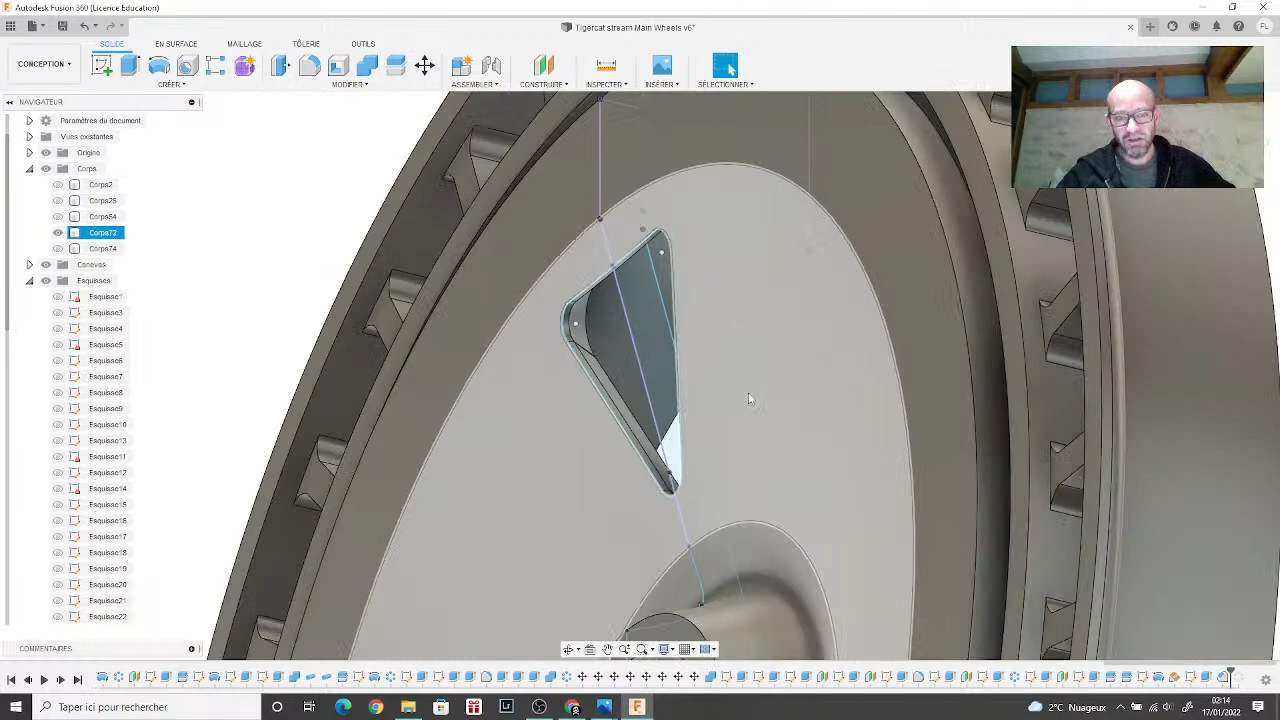 Autodesk Fusion 360 (Licence Education)
Tigercat stream Main Wheels v6*
FL
CONCEPTION
SOLIDE
EN SURFACE
MAILLAGE
TÔLERIE
OUTILS
CRÉER
MODIFIER
ASSEMBLER
CONSTRUIRE
INSPECTER
INSÉRER
SÉLECTIONNER
NAVIGATEUR
Paramètres du document
Vues existantes
Origine
Corps
Corps2
Corps25
Corps54
Corps72
Corps74
Canevas
Esquisses
Esquisse1
Esquisse3
Esquisse4
Esquisse5
Esquisse6
Esquisse7
Esquisse8
Esquisse9
Esquisse10
Esquisse13
Esquisse11
Esquisse12
Esquisse14
Esquisse15
Esquisse16
Esquisse17
Esquisse18
Esquisse19
Esquisse20
Esquisse21
Esquisse22
COMMENTAIRES
Taper ici pour rechercher
Lr
F
2°C Nuageux
02:14
17/01/2022